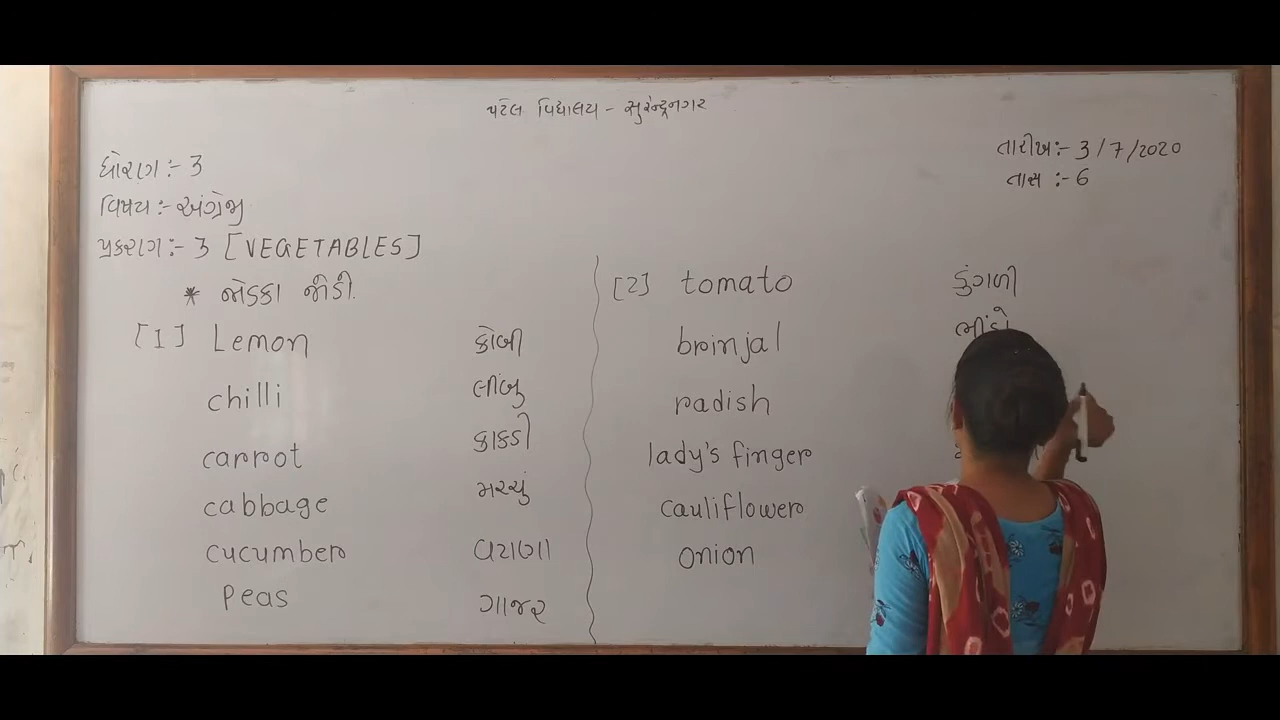 પટેલ વિદ્યાલય - સુરેન્દ્રનગર
તારીખ :- 3/7/2020
તાસ :- 6
ધોરણ :- 3
વિષય :- અંગ્રેજી
પ્રકરણ :- 3 [VEGETABLES]
* જોડકા જોડી.
[1] Lemon કોબી
chilli લીંબુ
carrot કાકડી
cabbage મરચું
cucumber વટાણા
Peas ગાજર
[2] tomato ડુંગળી
brinjal ભીંડો
radish
lady's finger
cauliflower
onion